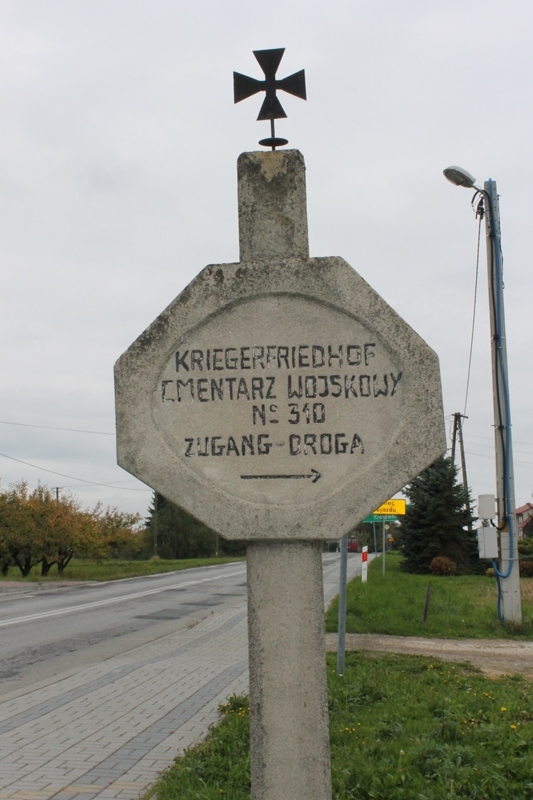 KRIEGERFRIEDHOF
CMENTARZ WOJSKOWY
No 310
ZUGANG-DROGA